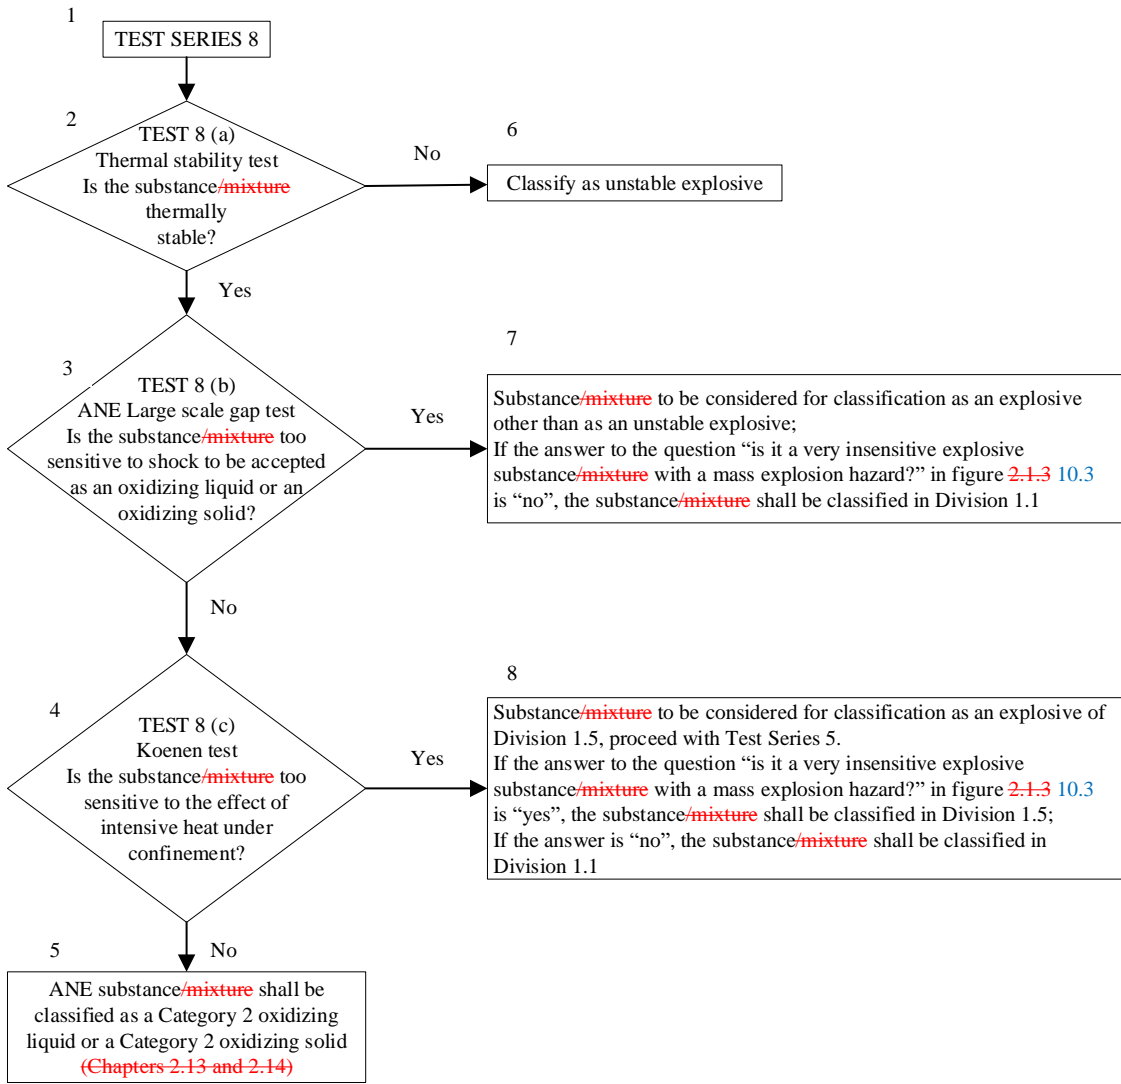 1
TEST SERIES 8
2
TEST 8 (a)
Thermal stability test
Is the substance/mixture
thermally
stable?
No
6
Classify as unstable explosive
Yes
3
TEST 8 (b)
ANE Large scale gap test
Is the substance/mixture too
sensitive to shock to be accepted
as an oxidizing liquid or an
oxidizing solid?
Yes
7
Substance/mixture to be considered for classification as an explosive
other than as an unstable explosive;
If the answer to the question “is it a very insensitive explosive
substance/mixture with a mass explosion hazard?” in figure 2.1.3 10.3
is “no”, the substance/mixture shall be classified in Division 1.1
No
4
TEST 8 (c)
Koenen test
Is the substance/mixture too
sensitive to the effect of
intensive heat under
confinement?
Yes
8
Substance/mixture to be considered for classification as an explosive of
Division 1.5, proceed with Test Series 5.
If the answer to the question “is it a very insensitive explosive
substance/mixture with a mass explosion hazard?” in figure 2.1.3 10.3
is “yes”, the substance/mixture shall be classified in Division 1.5;
If the answer is “no”, the substance/mixture shall be classified in
Division 1.1
No
5
ANE substance/mixture shall be
classified as a Category 2 oxidizing
liquid or a Category 2 oxidizing solid
(Chapters 2.13 and 2.14)